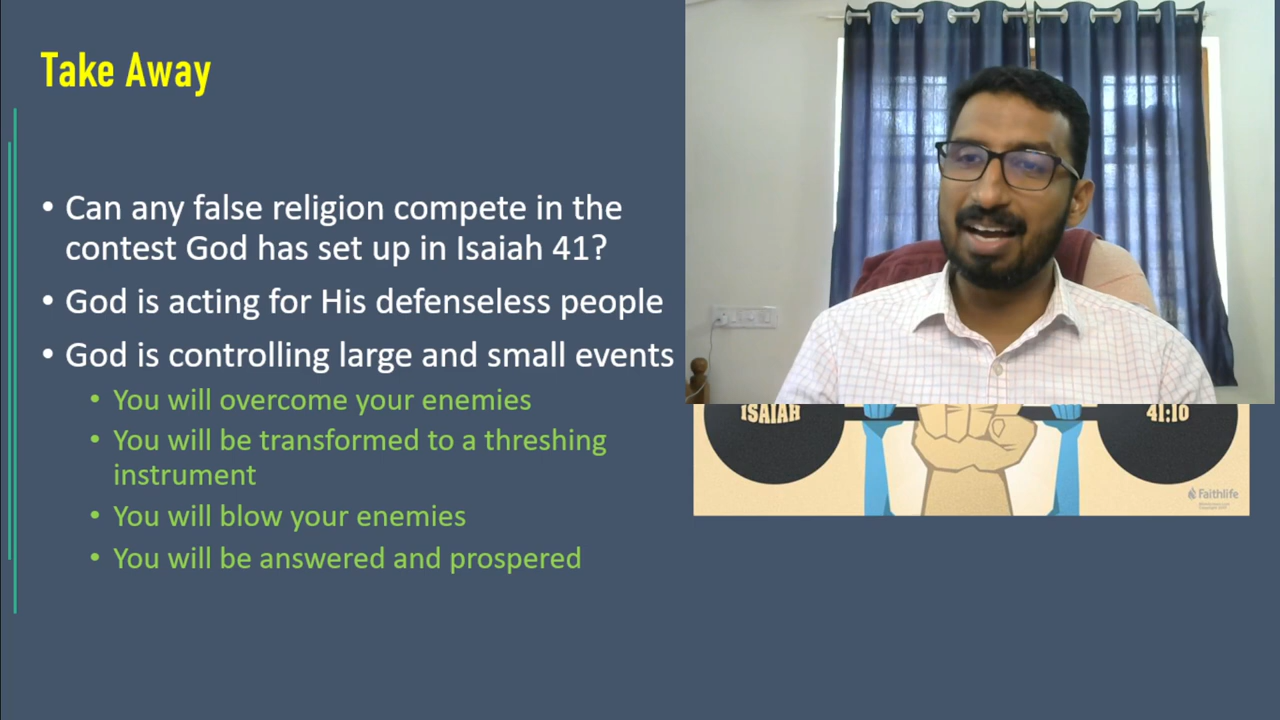 Take Away
• Can any false religion compete in the
contest God has set up in Isaiah 41?
• God is acting for His defenseless people
• God is controlling large and small events
• You will overcome your enemies
• You will be transformed to a threshing
instrument
• You will blow your enemies
• You will be answered and prospered
ISAIAH
41:10
Faithlife